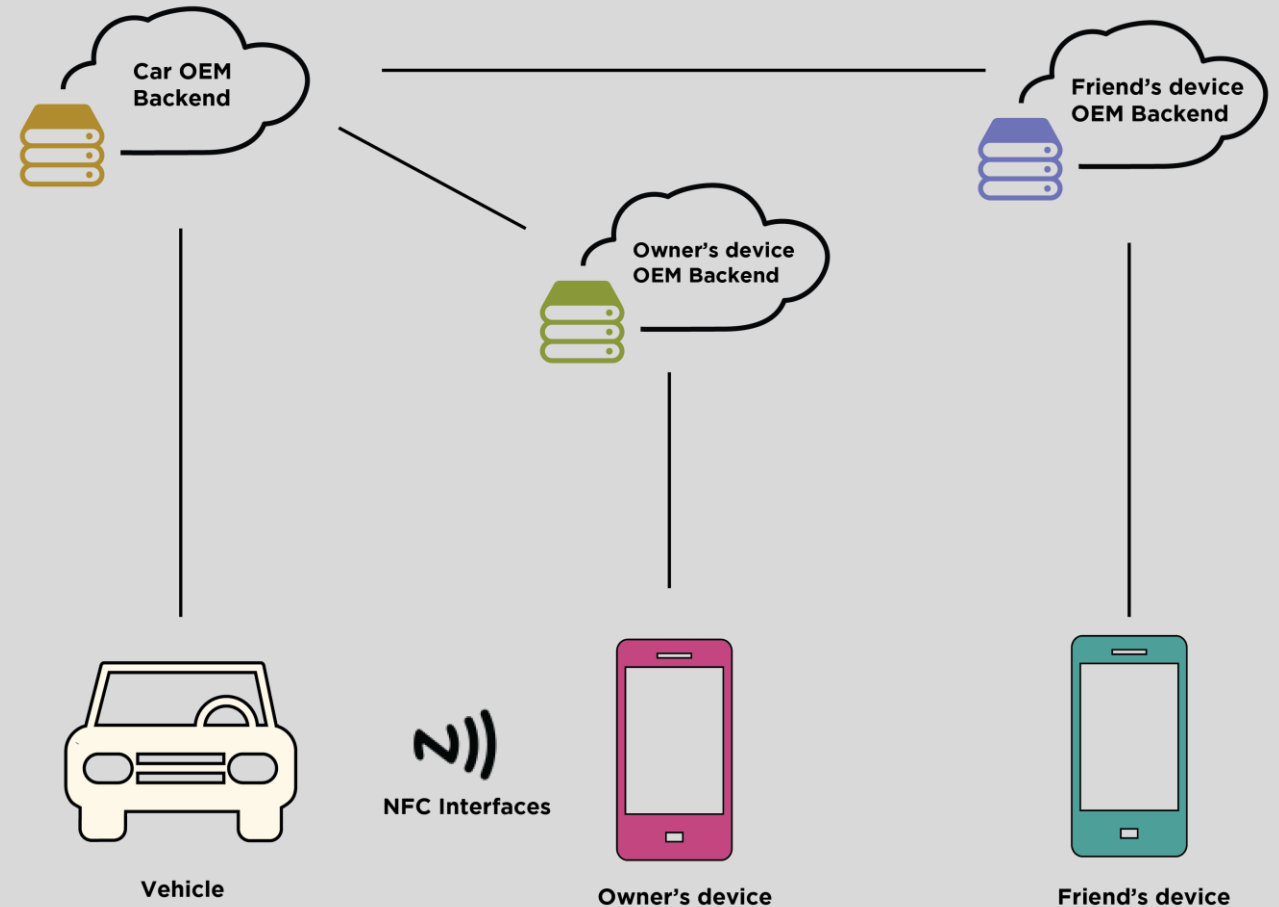 Car OEM
Backend
Friend's device
OEM Backend
Owner's device
OEM Backend
NFC Interfaces
Vehicle
Owner's device
Friend's device